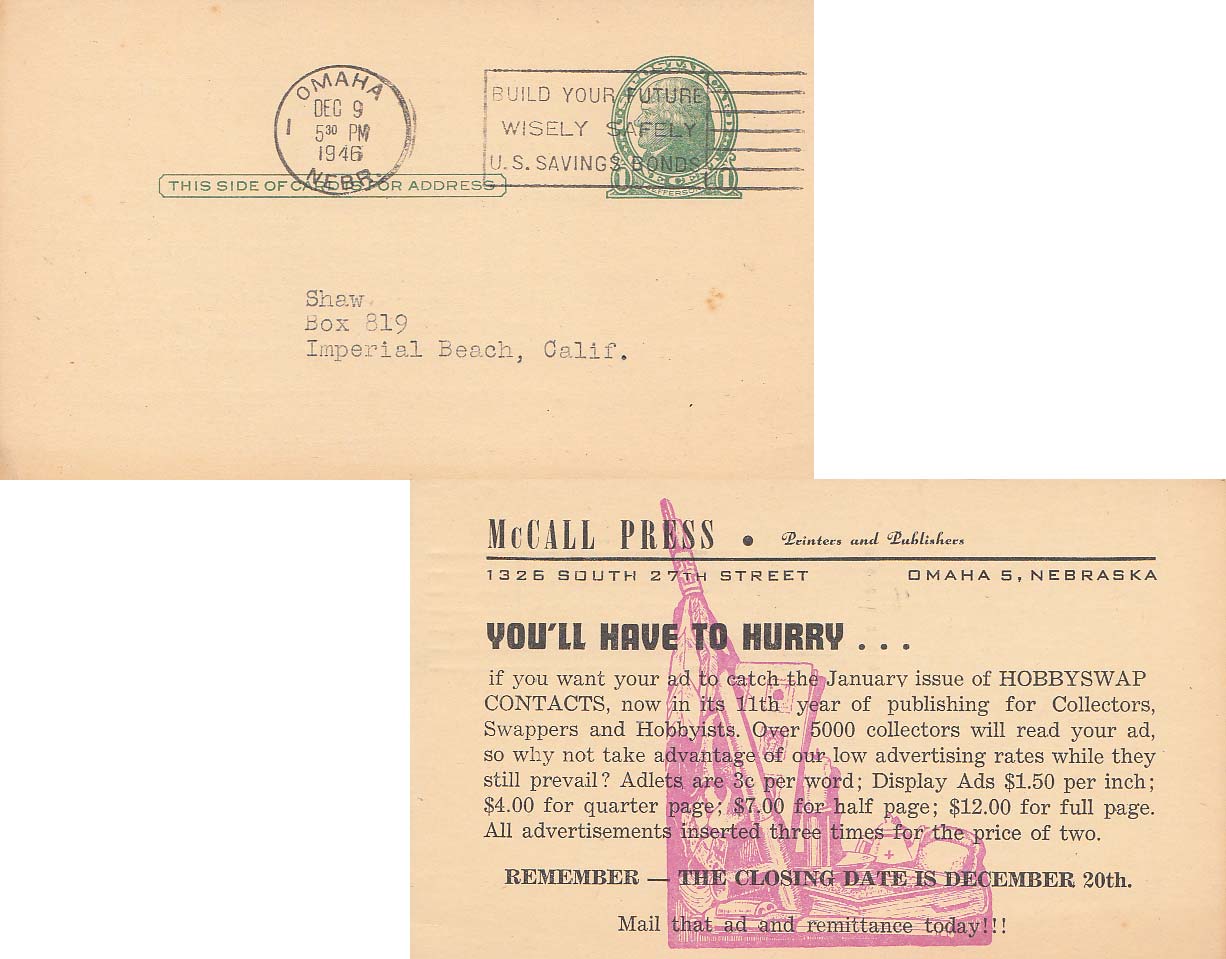 OMAHA
DEC 9
1 5 30 PM
1946
NEBR.
BUILD YOUR FUTURE
WISELY SAFELY
U.S. SAVINGS BONDS
THIS SIDE OF CARD IS FOR ADDRESS
1 JEFFERSON 1
Shaw
Box 819
Imperial Beach, Calif.
McCALL PRESS • Printers and Publishers
1326 SOUTH 27TH STREET OMAHA 5, NEBRASKA
YOU'LL HAVE TO HURRY . . .
if you want your ad to catch the January issue of HOBBYSWAP
CONTACTS, now in its 11th year of publishing for Collectors,
Swappers and Hobbyists. Over 5000 collectors will read your ad,
so why not take advantage of our low advertising rates while they
still prevail? Adlets are 3c per word; Display Ads $1.50 per inch;
$4.00 for quarter page; $7.00 for half page; $12.00 for full page.
All advertisements inserted three times for the price of two.
REMEMBER — THE CLOSING DATE IS DECEMBER 20th.
Mail that ad and remittance today!!!